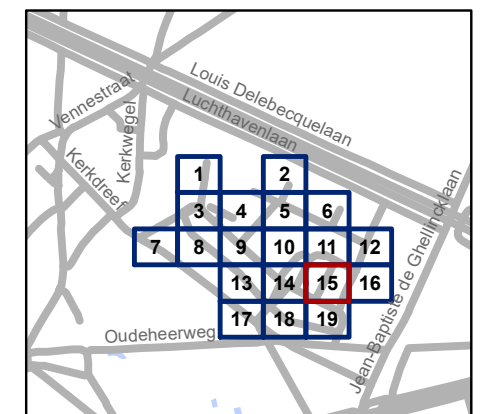 Louis Delebecquelaan
Luchthavenlaan
Vennestraat
Kerkwegel
Kerkdreef
1 2
3 4 5 6
7 8 9 10 11 12
13 14 15 16
17 18 19
Oudeheerweg
Jean-Baptiste de Ghellincklaan